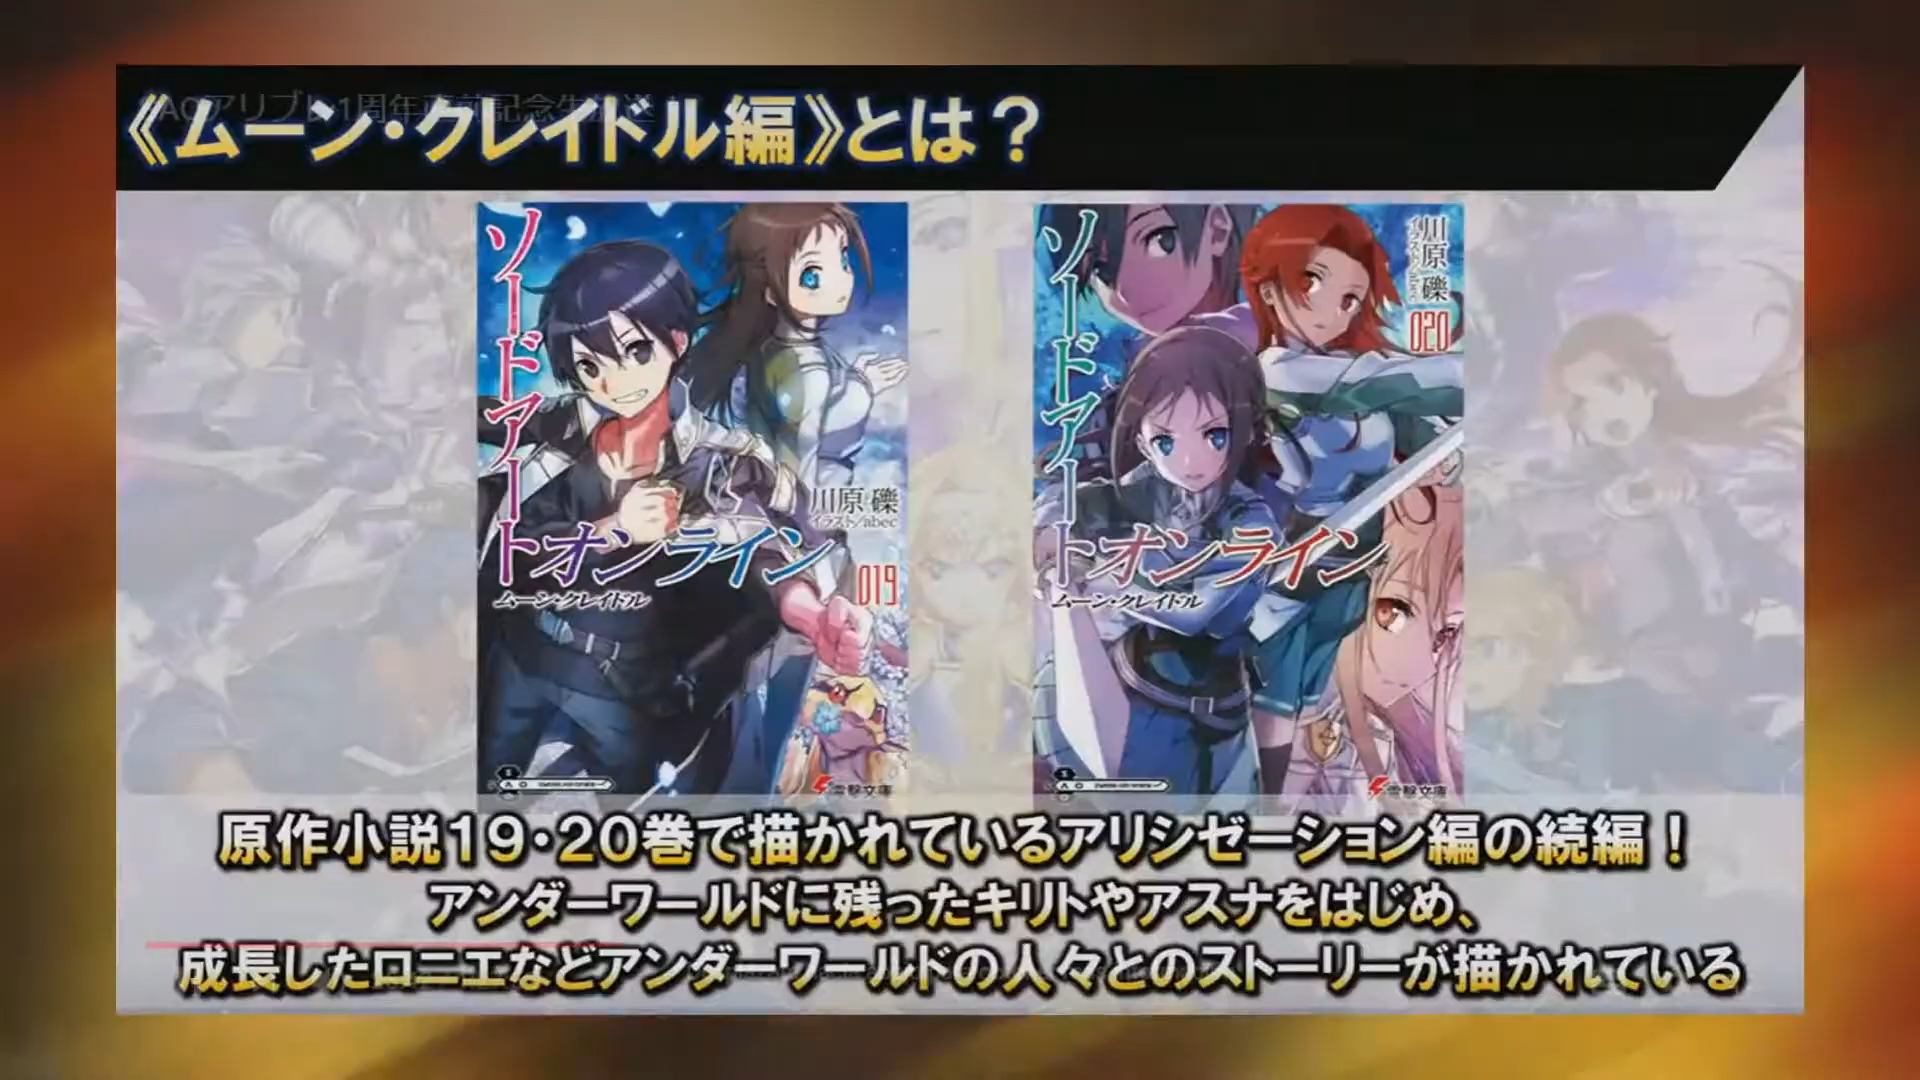 《ムーン・クレイドル編》とは？
ソードアート
オンライン
ムーン・クレイドル
川原 礫
イラスト/abec
019
電撃文庫
ソードアート
オンライン
ムーン・クレイドル
川原 礫
イラスト/abec
020
電撃文庫
原作小説19・20巻で描かれているアリシゼーション編の続編！
アンダーワールドに残ったキリトやアスナをはじめ、
成長したロニエなどアンダーワールドの人々とのストーリーが描かれている